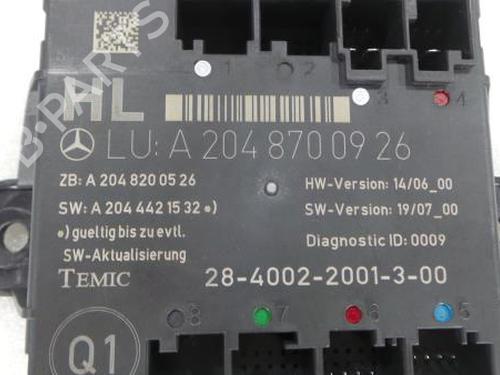 B-PARTS
1 2 3 4
HL
LU: A 204 870 09 26
ZB: A 204 820 05 26
HW-Version: 14/06_00
SW: A 204 442 15 32 •)
SW-Version: 19/07_00
•) gueltig bis zu evtl.
SW-Aktualisierung
Diagnostic ID: 0009
TEMIC
28-4002-2001-3-00
8 7 6 5
Q1